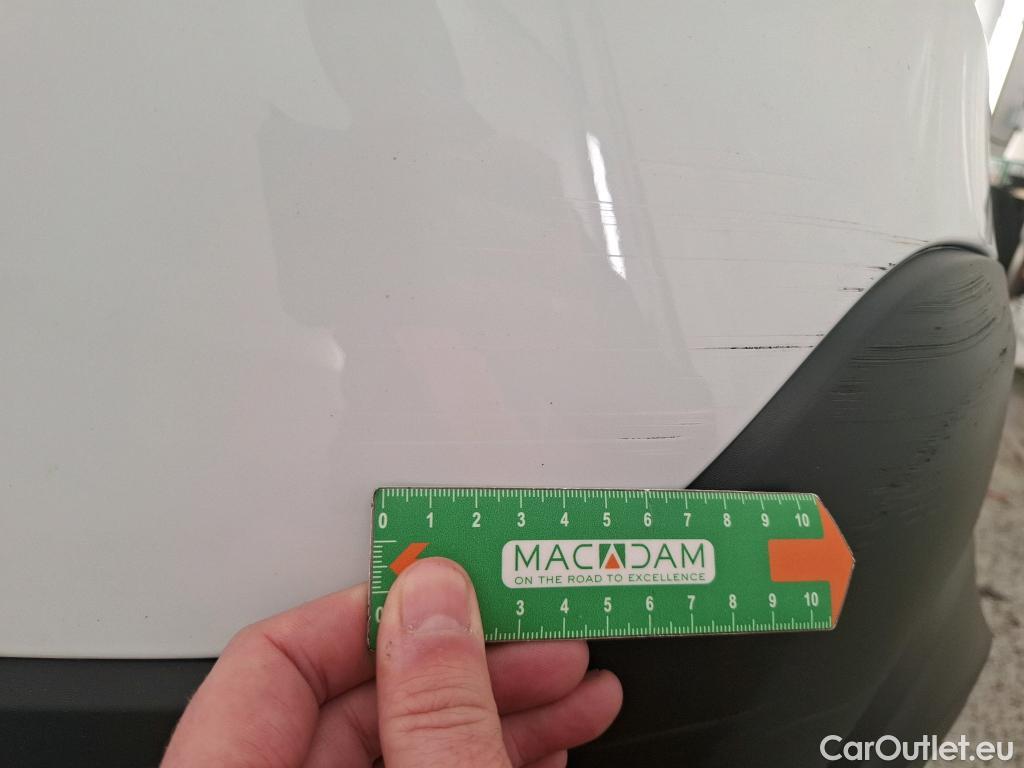 0 1 2 3 4 5 6 7 8 9 10
MACADAM
ON THE ROAD TO EXCELLENCE
0 3 4 5 6 7 8 9 10
CarOutlet.eu